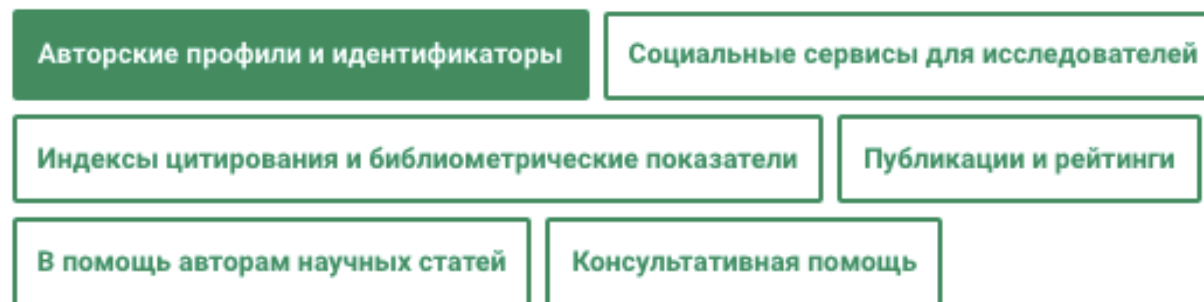 Авторские профили и идентификаторы
Социальные сервисы для исследователей
Индексы цитирования и библиометрические показатели
Публикации и рейтинги
В помощь авторам научных статей
Консультативная помощь